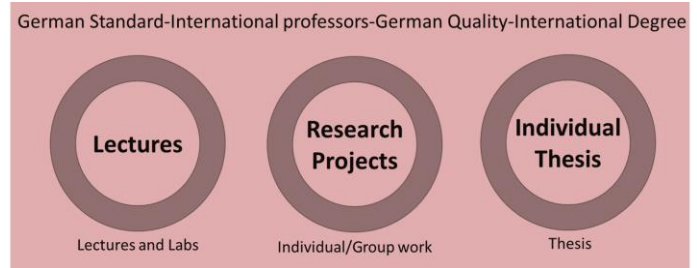 German Standard-International professors-German Quality-International Degree
Lectures
Research
Projects
Individual
Thesis
Lectures and Labs
Individual/Group work
Thesis